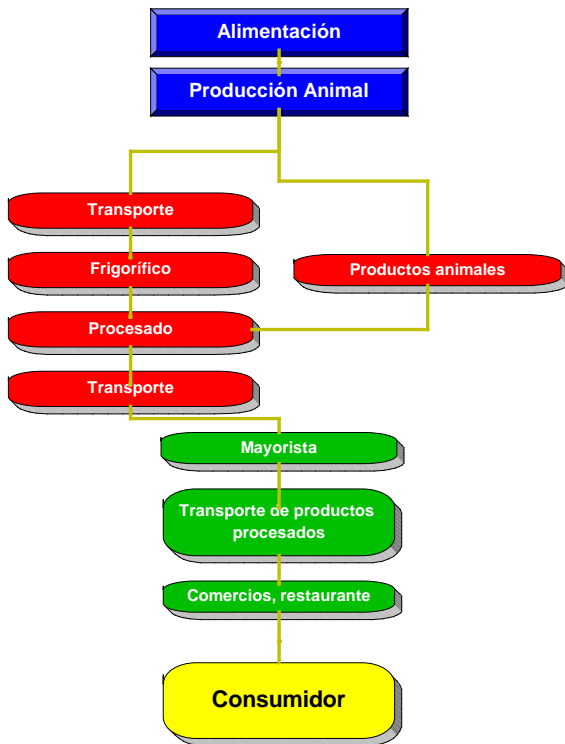 Alimentación
Producción Animal
Transporte
Frigorífico
Productos animales
Procesado
Transporte
Mayorista
Transporte de productos
procesados
Comercios, restaurante
Consumidor